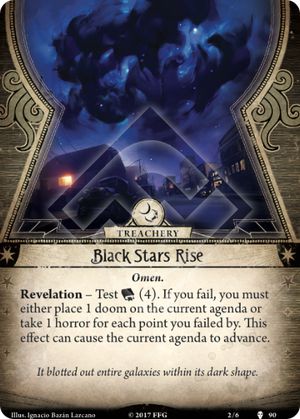 TREACHERY
Black Stars Rise
Omen.
Revelation – Test (4). If you fail, you must
either place 1 doom on the current agenda or
take 1 horror for each point you failed by. This
effect can cause the current agenda to advance.
It blotted out entire galaxies within its dark shape.
Illus. Ignacio Bazán Lazcano
© 2017 FFG
2/6
90